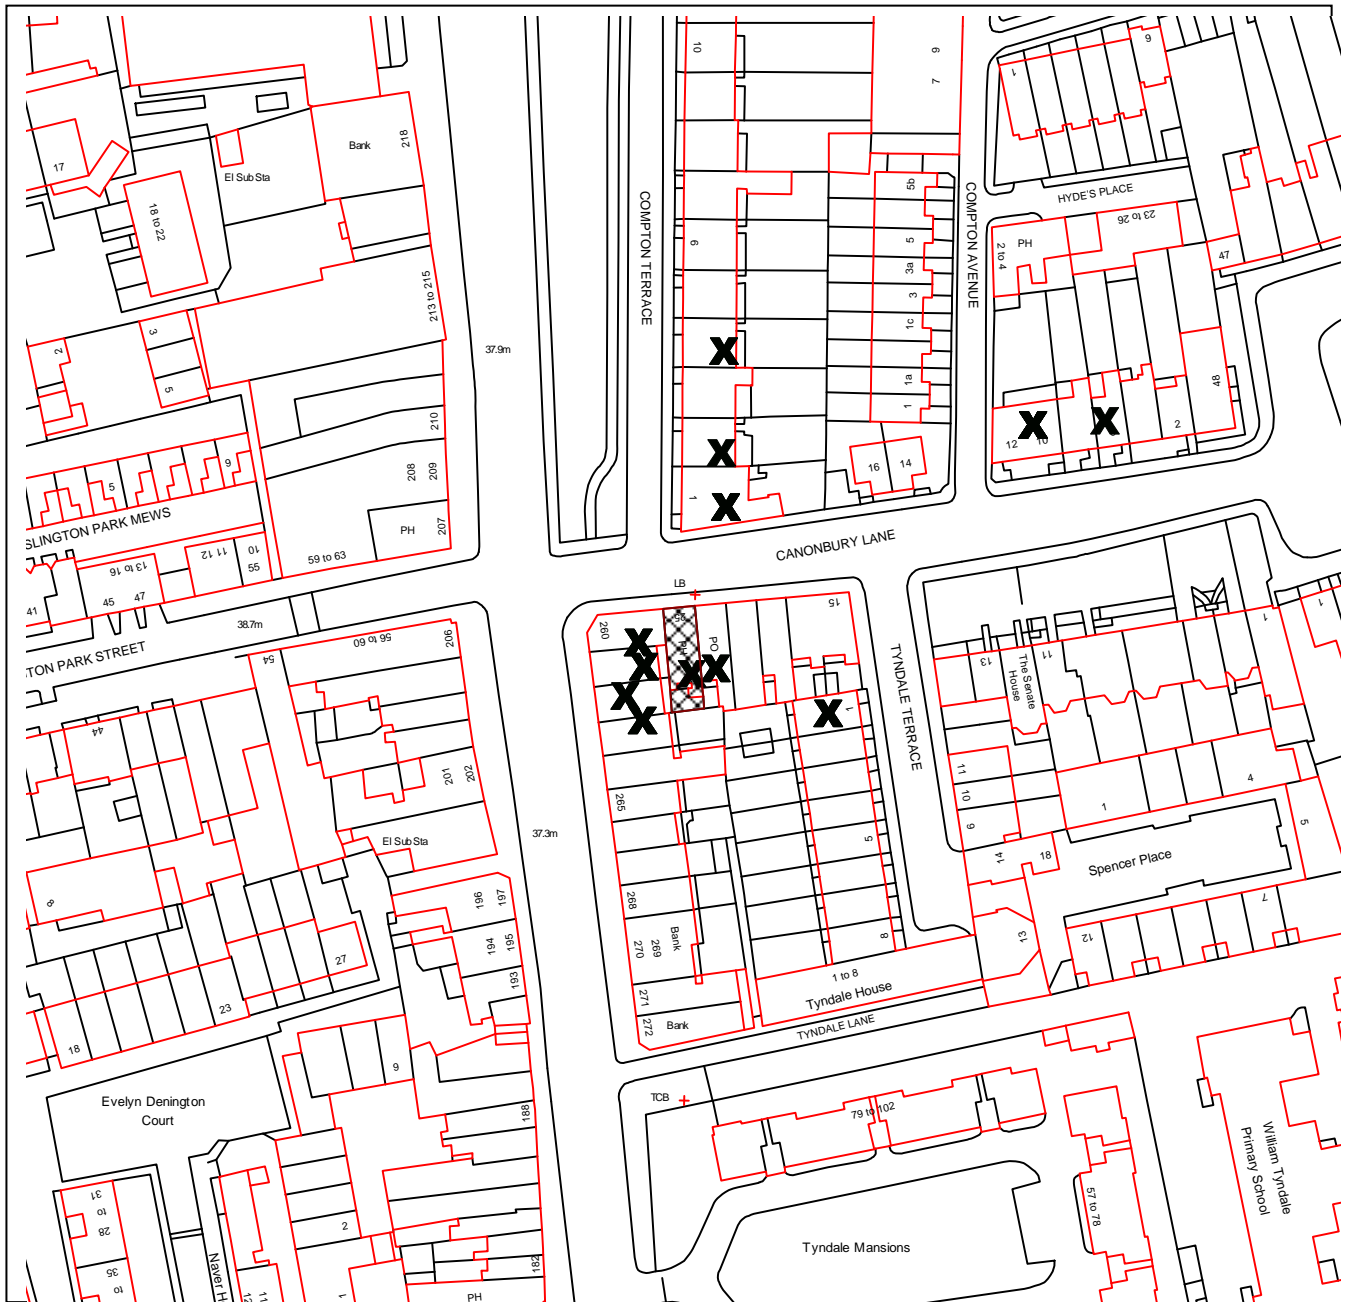 10
9
7
9
1
17
El Sub Sta
Bank
218
18 to 22
COMPTON TERRACE
COMPTON AVENUE
HYDE'S PLACE
5b
5
3a
3
1c
1a
1
6
PH
2 to 4
23 to 26
47
48
213 to 215
37.9m
3
5
2
210
208
209
207
PH
9
5
SLINGTON PARK MEWS
59 to 63
10
55
11 12
13 to 16
41
45
47
38.7m
TON PARK STREET
X
X
X
1
16
14
12
10
X
X
2
CANONBURY LANE
LB
25
260
PO
15
X
X
X
X
X
X
X
1
TYNDALE TERRACE
13
The Senate House
11
1
1
54
56 to 60
206
44
201
202
El Sub Sta
37.3m
265
268
Bank
269
270
271
272
Bank
5
8
11
10
9
14
18
1
4
5
Spencer Place
7
12
13
1 to 8
Tyndale House
TYNDALE LANE
8
197
196
195
194
193
27
23
18
9
188
Evelyn Denington
Court
TCB
79 to 102
57 to 78
Tyndale Mansions
William Tyndale
Primary School
31
to
28
35
to
Naver H
2
11
1
182
PH